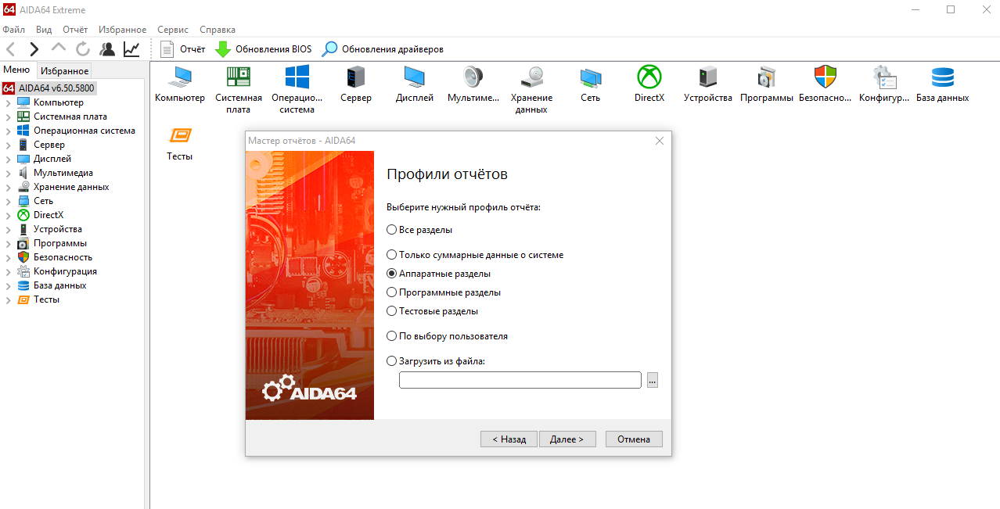 64 AIDA64 Extreme
Файл Вид Отчёт Избранное Сервис Справка
Отчёт Обновления BIOS Обновления драйверов
Меню Избранное
64 AIDA64 v6.50.5800
Компьютер
Системная плата
Операционная система
Сервер
Дисплей
Мультимедиа
Хранение данных
Сеть
DirectX
Устройства
Программы
Безопасность
Конфигурация
База данных
Тесты
Компьютер Системная Операцио... Сервер Дисплей Мультиме... Хранение Сеть DirectX Устройства Программы Безопасно... Конфигур... База данных
плата система данных
Тесты
Мастер отчётов - AIDA64
Профили отчётов
Выберите нужный профиль отчёта:
Все разделы
Только суммарные данные о системе
Аппаратные разделы
Программные разделы
Тестовые разделы
По выбору пользователя
Загрузить из файла:
...
AIDA64
< Назад Далее > Отмена